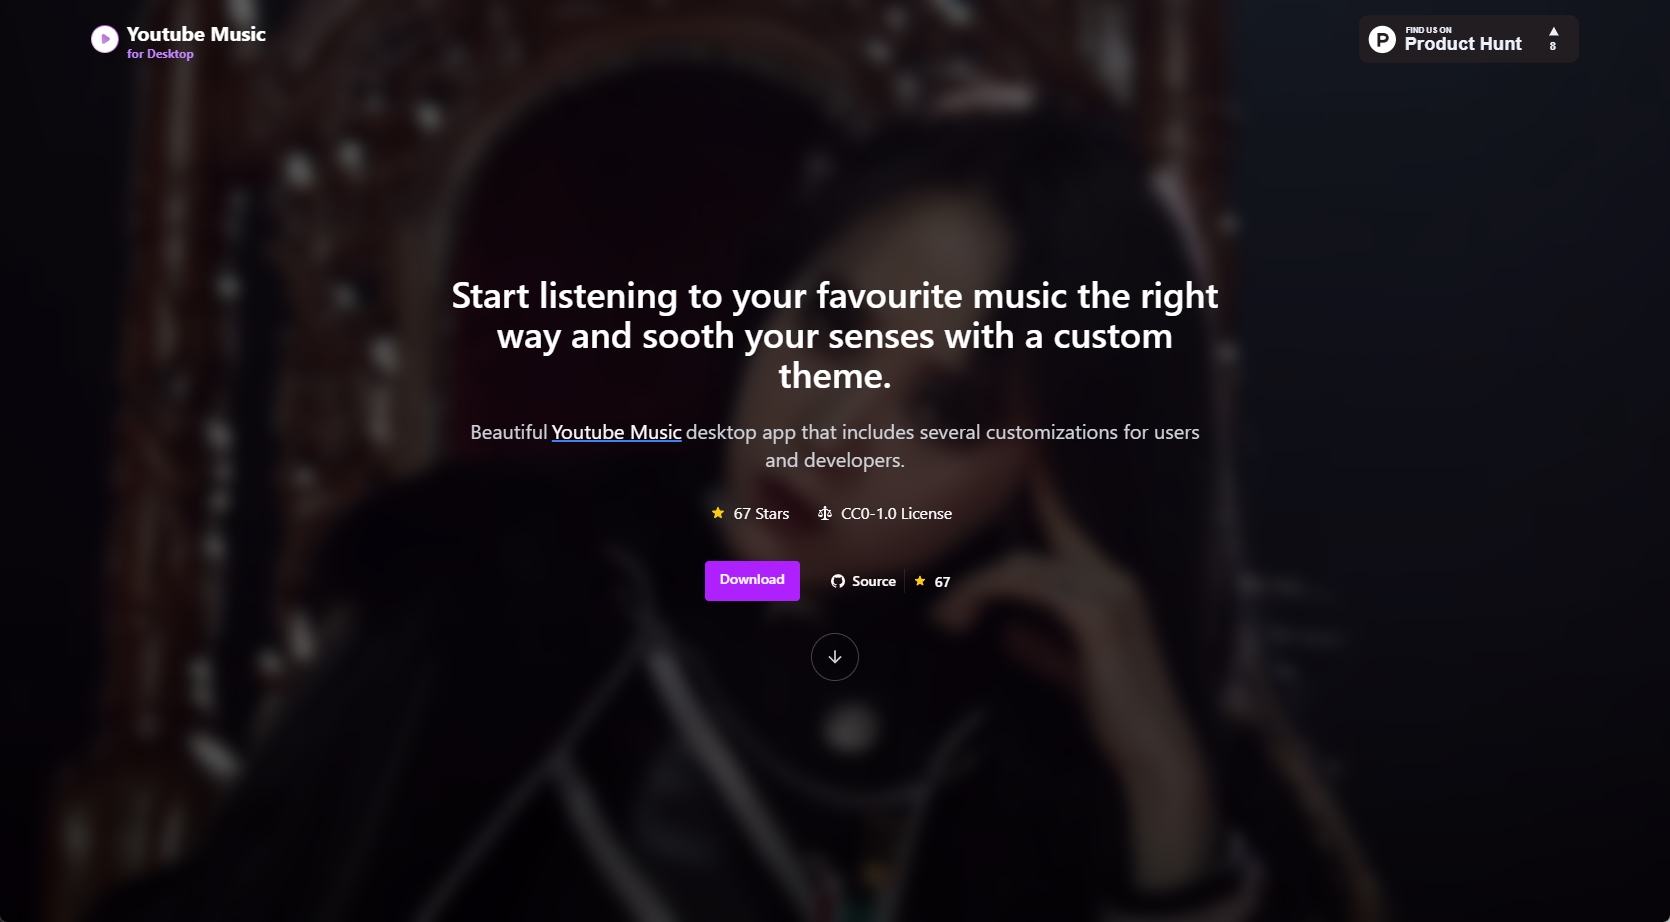 Youtube Music
for Desktop
FIND US ON
Product Hunt
▲
8
Start listening to your favourite music the right
way and sooth your senses with a custom
theme.
Beautiful Youtube Music desktop app that includes several customizations for users
and developers.
67 Stars
CC0-1.0 License
Download
Source
67